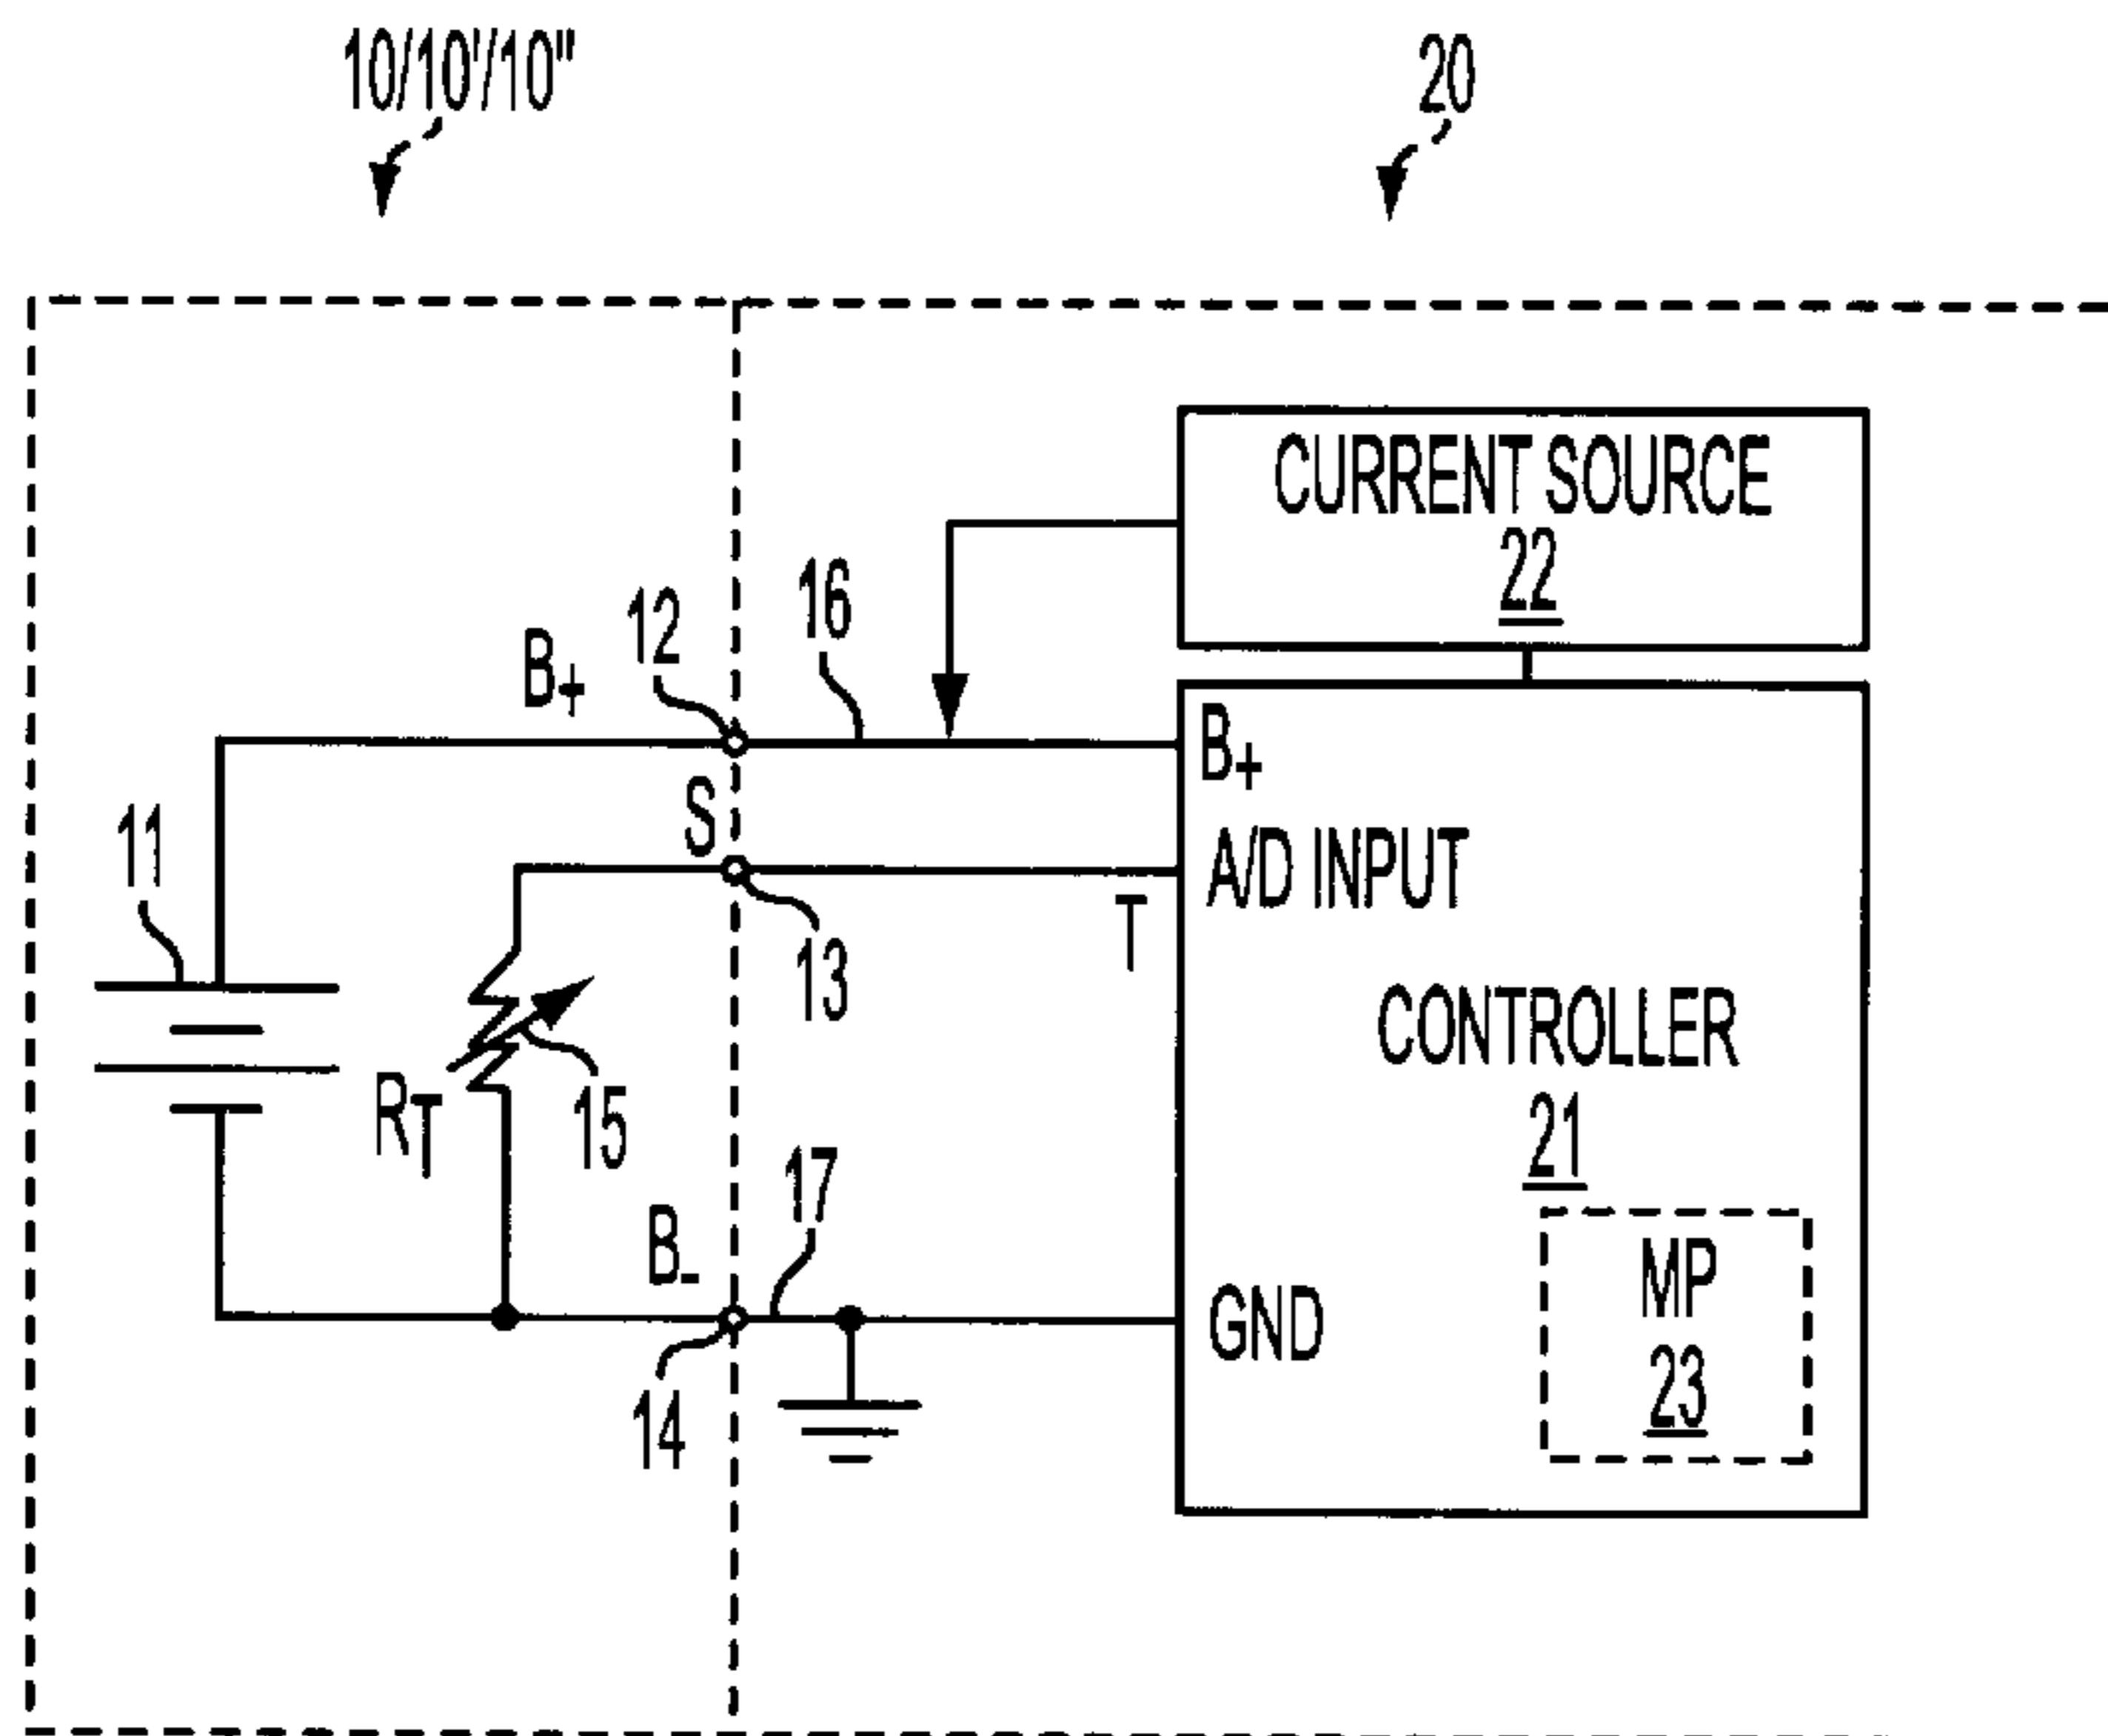 10/10'/10"
20
CURRENT SOURCE
22
16
12
B+
B+
S
A/D INPUT
11
T
13
CONTROLLER
RT
15
21
17
B-
MP
GND
23
14